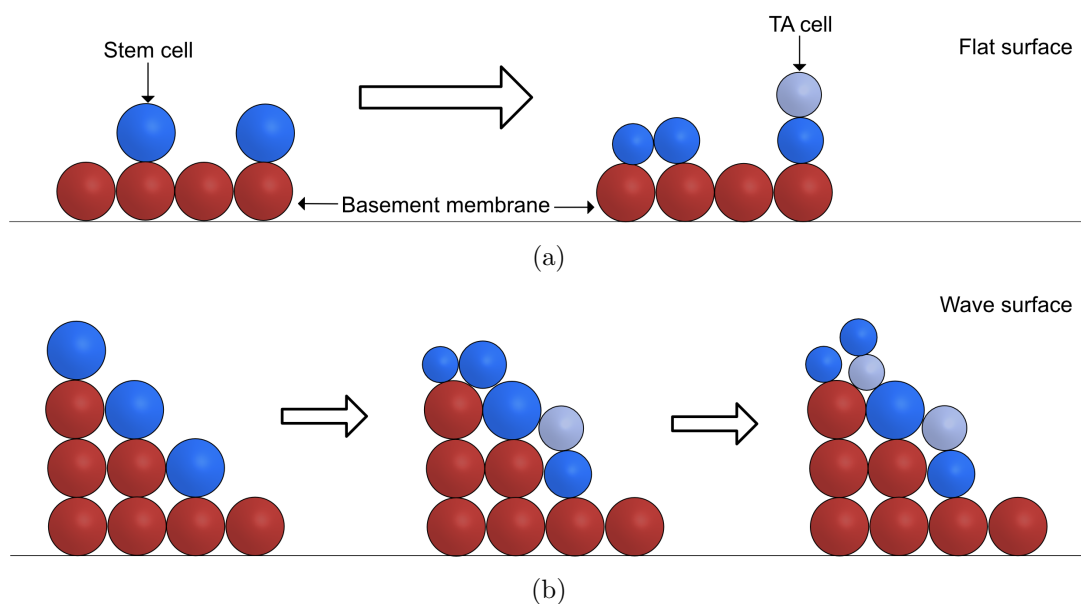 TA cell
Stem cell
Flat surface
Basement membrane
(a)
Wave surface
(b)